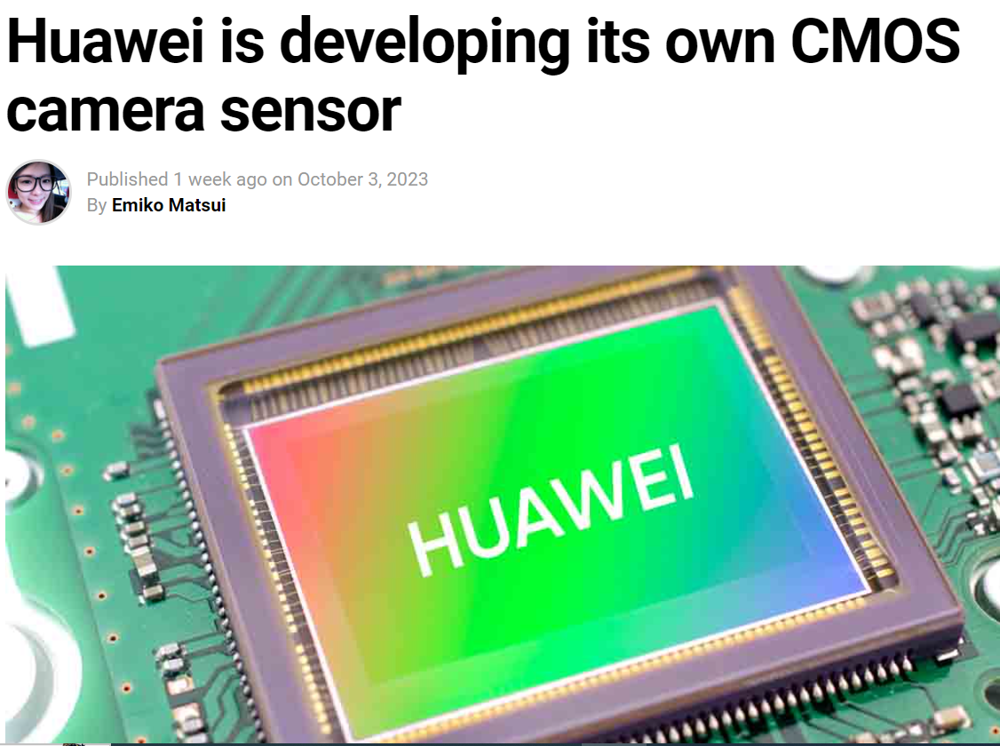 Huawei is developing its own CMOS
camera sensor
Published 1 week ago on October 3, 2023
By Emiko Matsui
HUAWEI